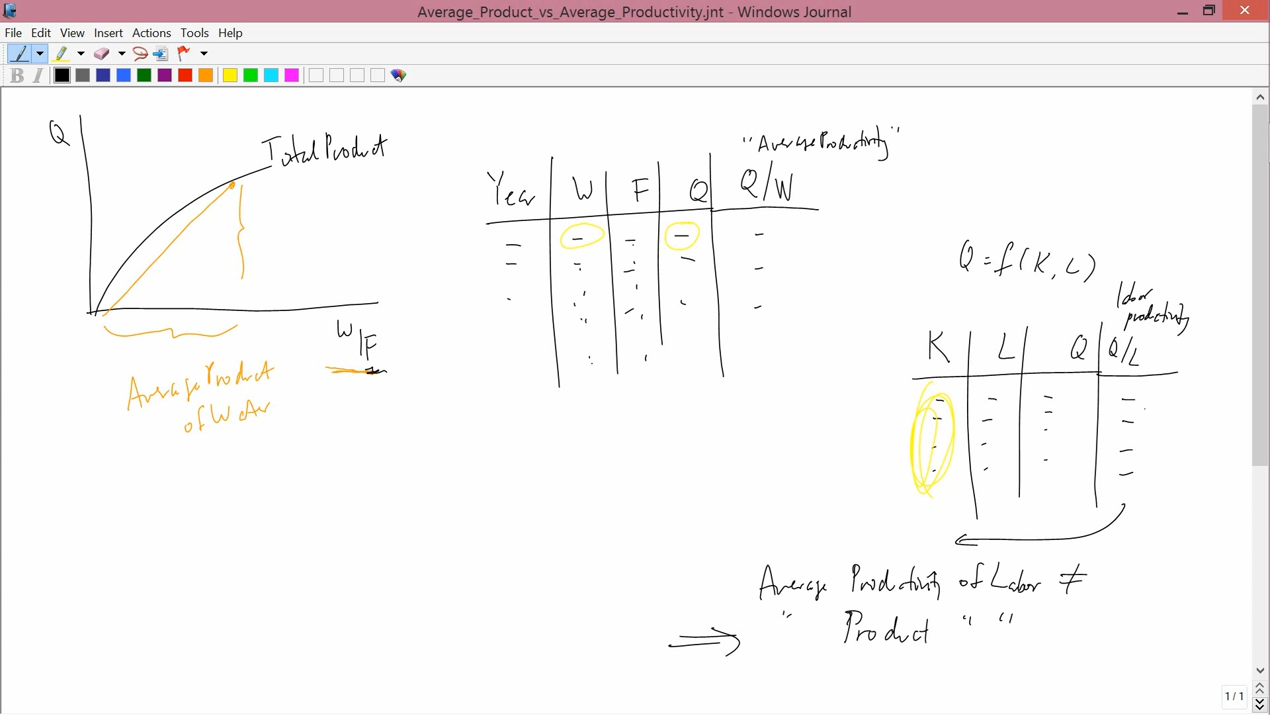 Average_Product_vs_Average_Productivity.jnt - Windows Journal
File Edit View Insert Actions Tools Help
B I
Q
Total Product
W/F
Average Product
of Water
"Average Productivity"
Year W F Q Q/W
Q = f(K, L)
labor
productivity
K L Q Q/L
Average Productivity of Labor ≠
" Product " "
⇒
1 / 1